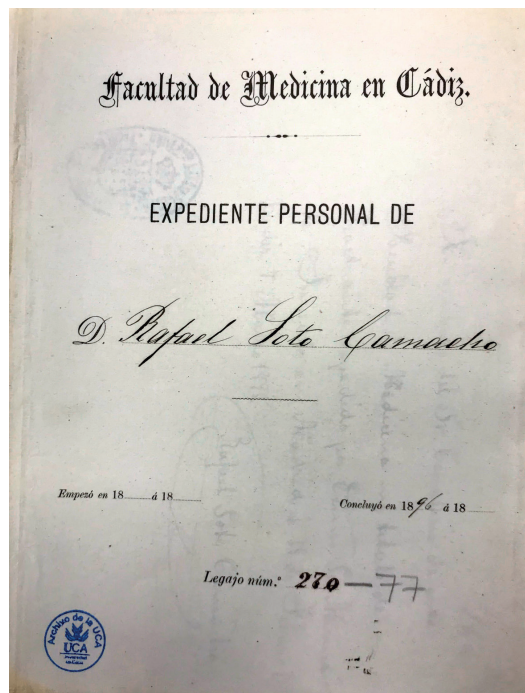 Facultad de Medicina en Cádiz.
EXPEDIENTE PERSONAL DE
D. Rafael Soto Camacho
Empezó en 18 á 18
Concluyó en 1896 á 18
Legajo núm.º 270 — 77
Archivo de la UCA
UCA